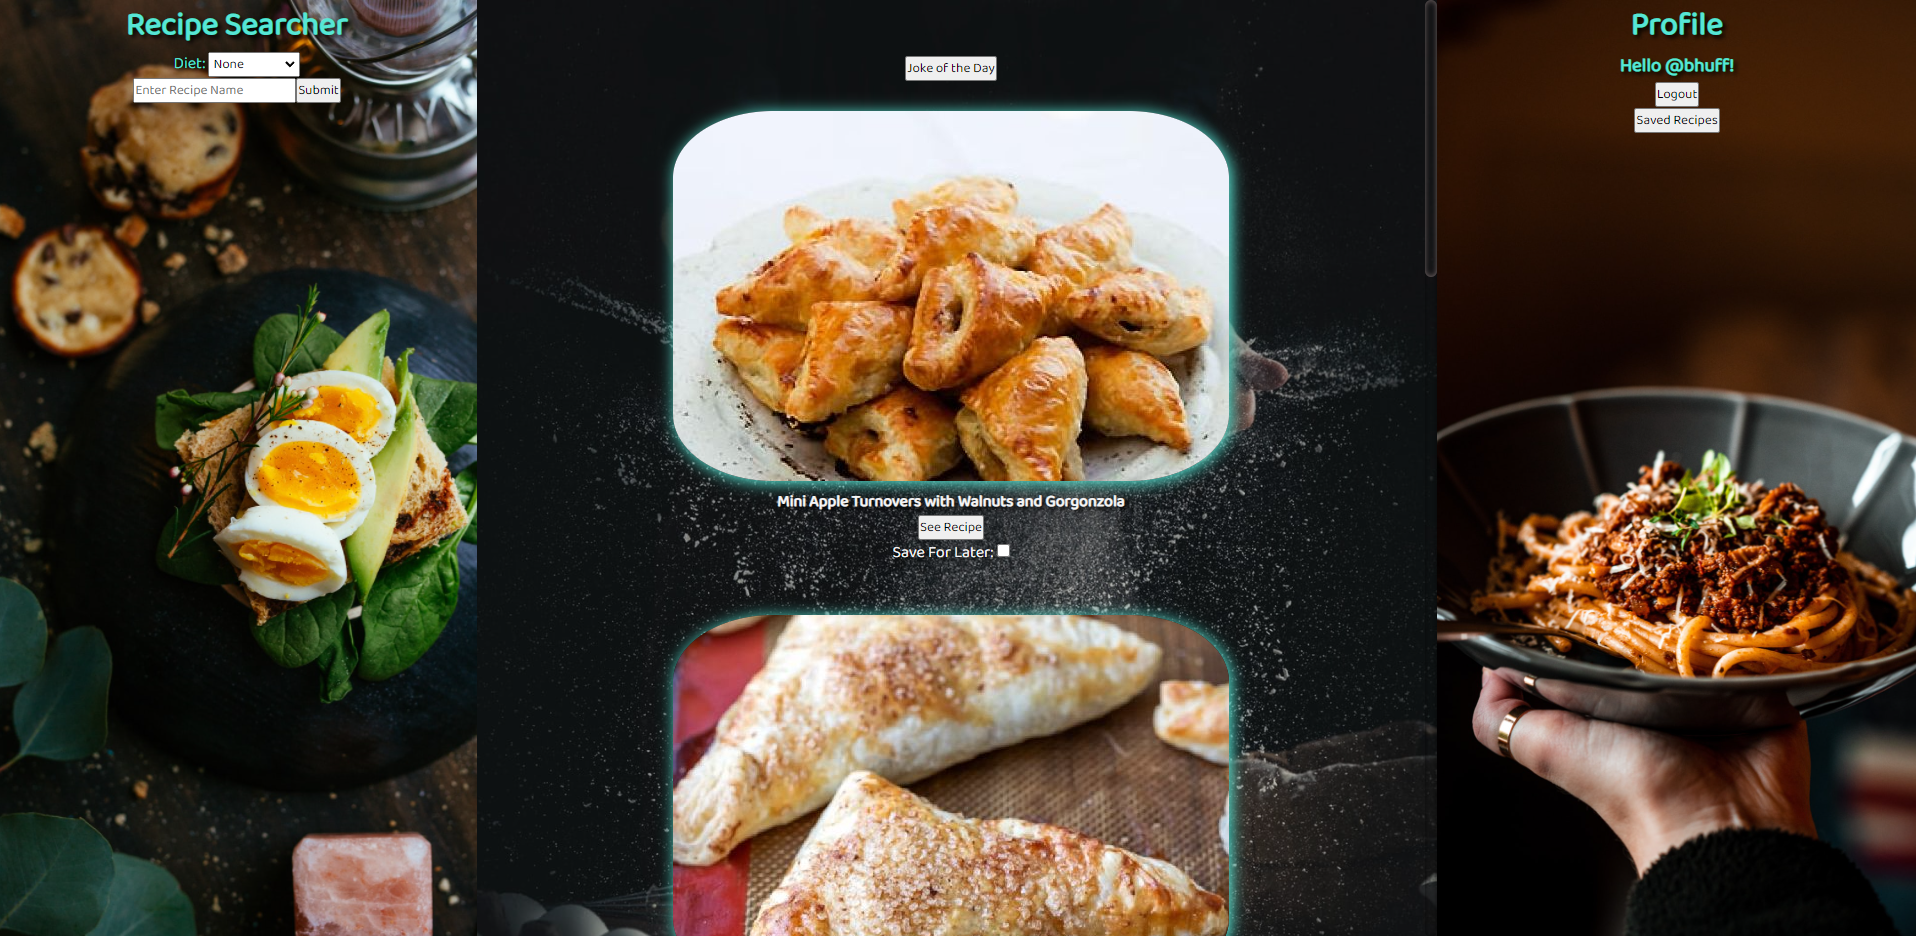 Recipe Searcher
Diet: None
Enter Recipe Name Submit
Joke of the Day
Mini Apple Turnovers with Walnuts and Gorgonzola
See Recipe
Save For Later:
Profile
Hello @bhuff!
Logout
Saved Recipes